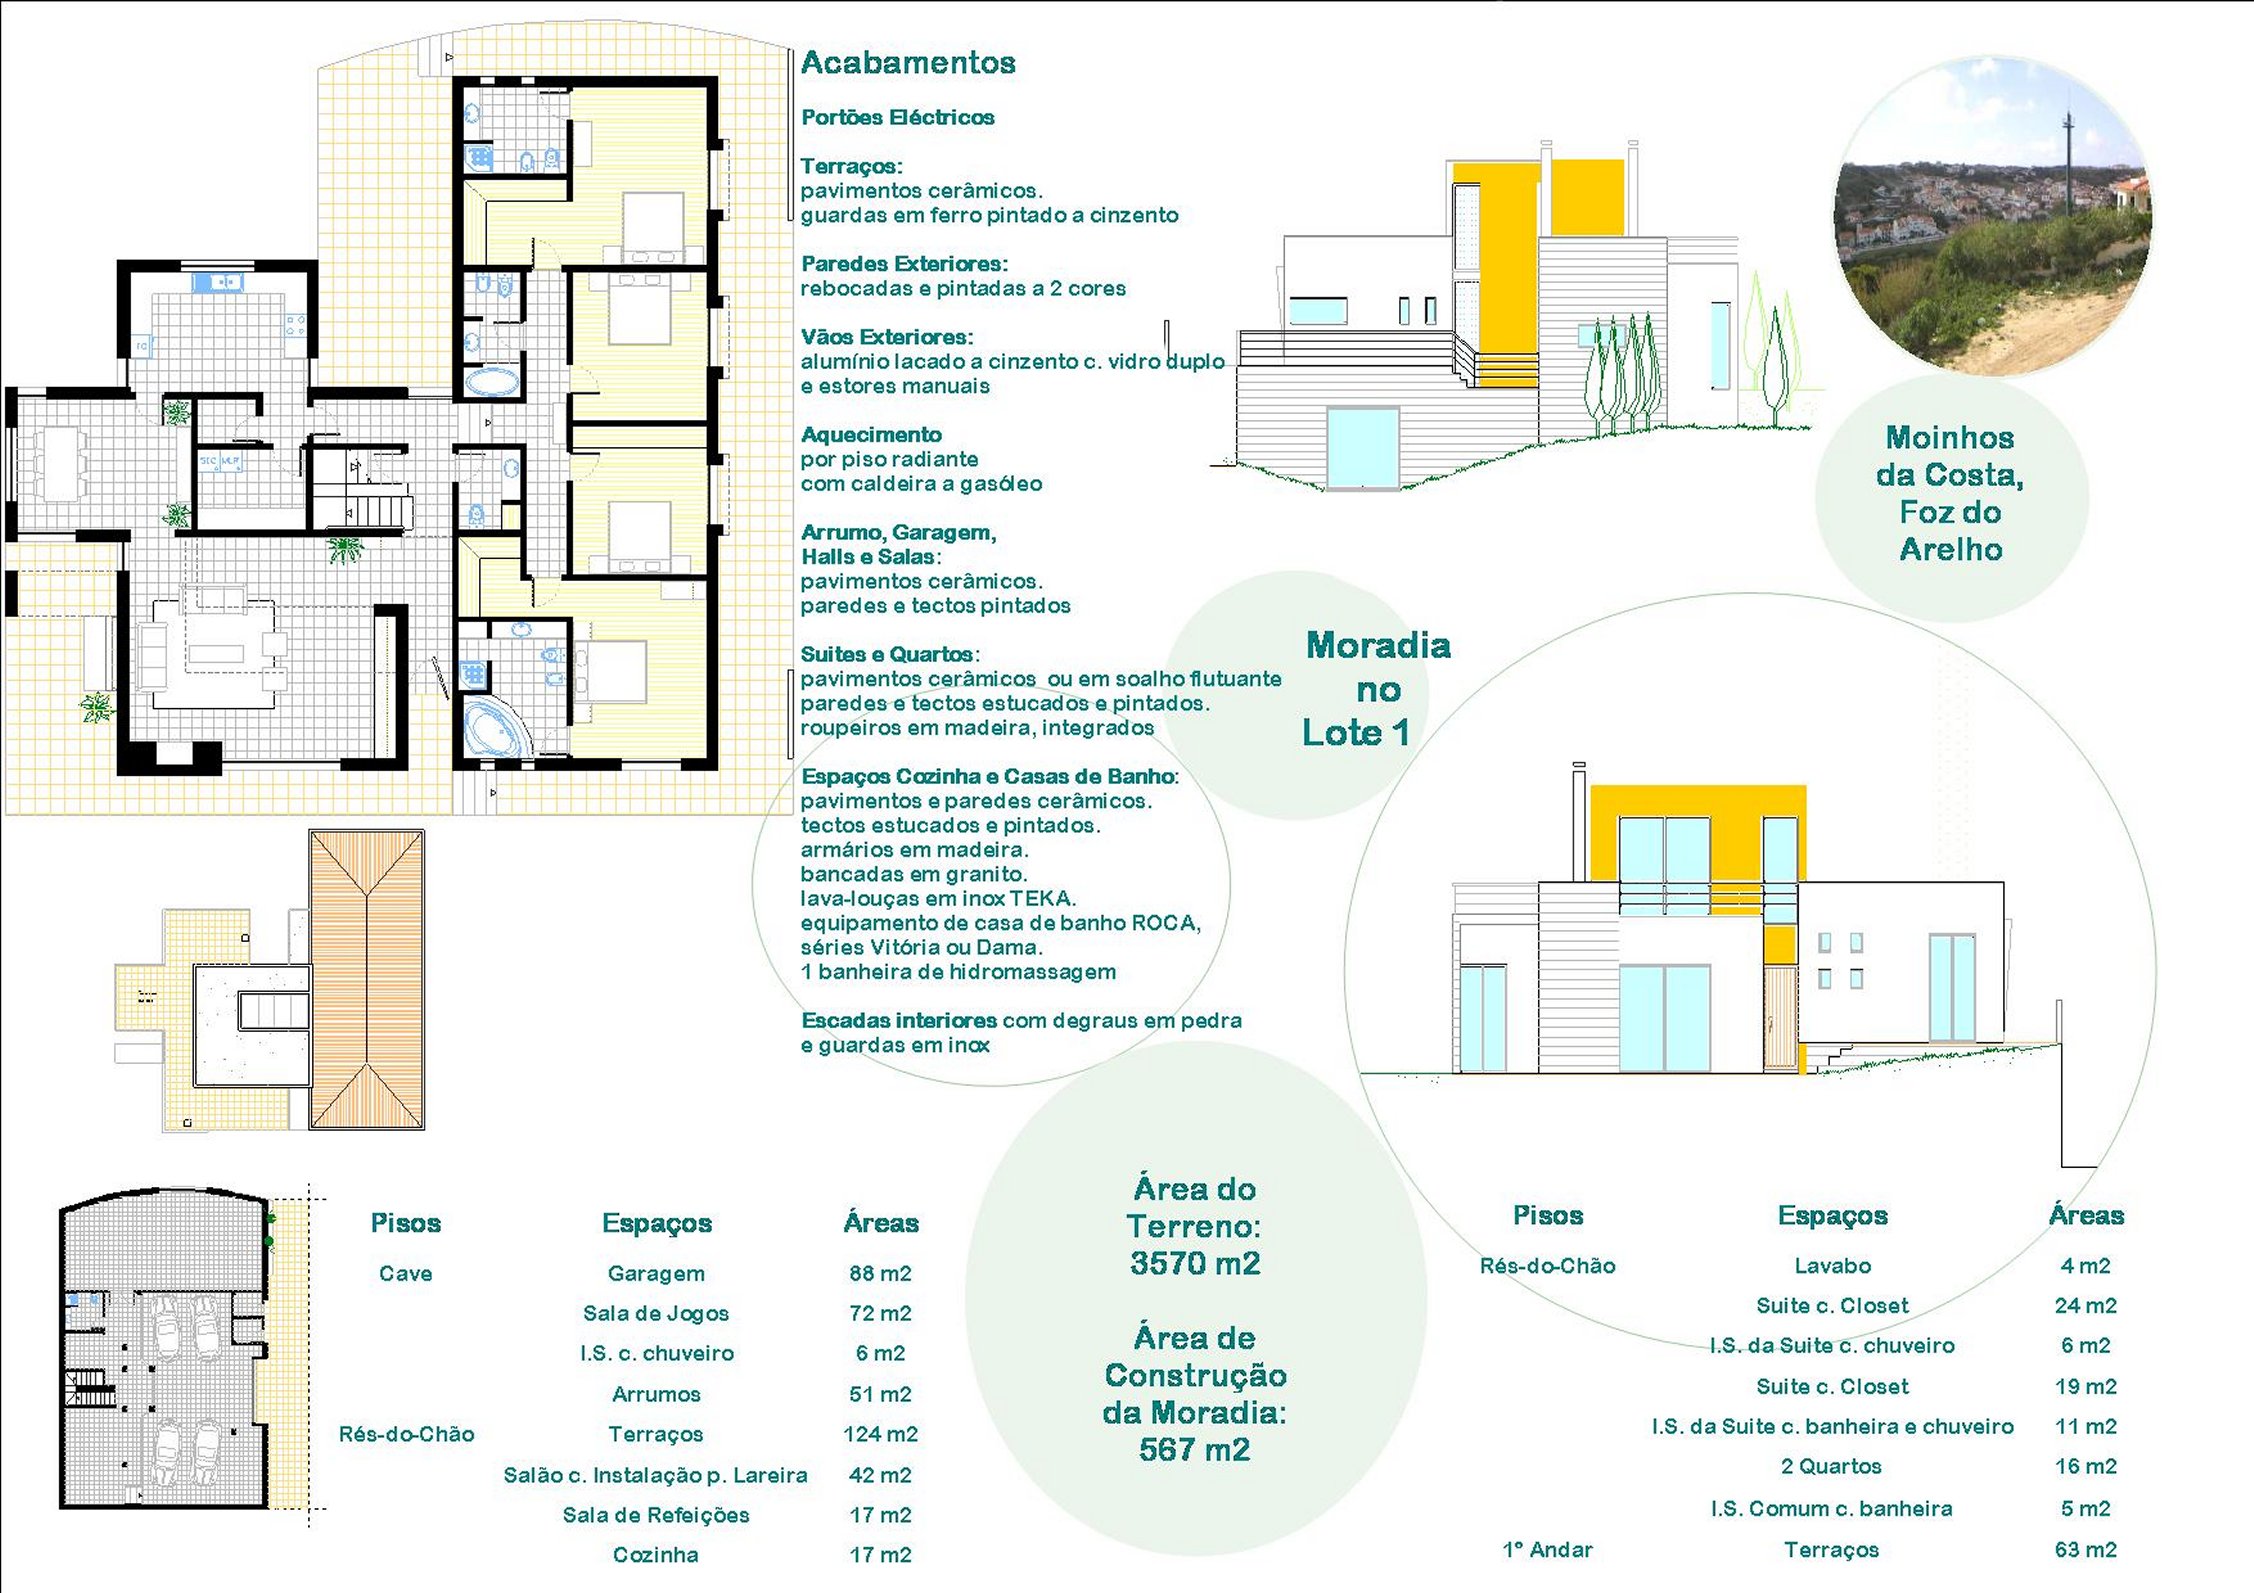 Acabamentos
Portões Eléctricos
Terraços:
pavimentos cerâmicos.
guardas em ferro pintado a cinzento
Paredes Exteriores:
rebocadas e pintadas a 2 cores
Vãos Exteriores:
alumínio lacado a cinzento c. vidro duplo
e estores manuais
Aquecimento
por piso radiante
com caldeira a gasóleo
Arrumo, Garagem,
Halls e Salas:
pavimentos cerâmicos.
paredes e tectos pintados
Suites e Quartos:
pavimentos cerâmicos ou em soalho flutuante
paredes e tectos estucados e pintados.
roupeiros em madeira, integrados
Espaços Cozinha e Casas de Banho:
pavimentos e paredes cerâmicos.
tectos estucados e pintados.
armários em madeira.
bancadas em granito.
lava-louças em inox TEKA.
equipamento de casa de banho ROCA,
séries Vitória ou Dama.
1 banheira de hidromassagem
Escadas interiores com degraus em pedra
e guardas em inox
Moinhos
da Costa,
Foz do
Arelho
Moradia
no
Lote 1
Pisos Espaços Áreas
Cave Garagem 88 m2
Sala de Jogos 72 m2
I.S. c. chuveiro 6 m2
Arrumos 51 m2
Rés-do-Chão Terraços 124 m2
Salão c. Instalação p. Lareira 42 m2
Sala de Refeições 17 m2
Cozinha 17 m2
Área do
Terreno:
3570 m2
Área de
Construção
da Moradia:
567 m2
Pisos Espaços Áreas
Rés-do-Chão Lavabo 4 m2
Suite c. Closet 24 m2
I.S. da Suite c. chuveiro 6 m2
Suite c. Closet 19 m2
I.S. da Suite c. banheira e chuveiro 11 m2
2 Quartos 16 m2
I.S. Comum c. banheira 5 m2
1º Andar Terraços 63 m2